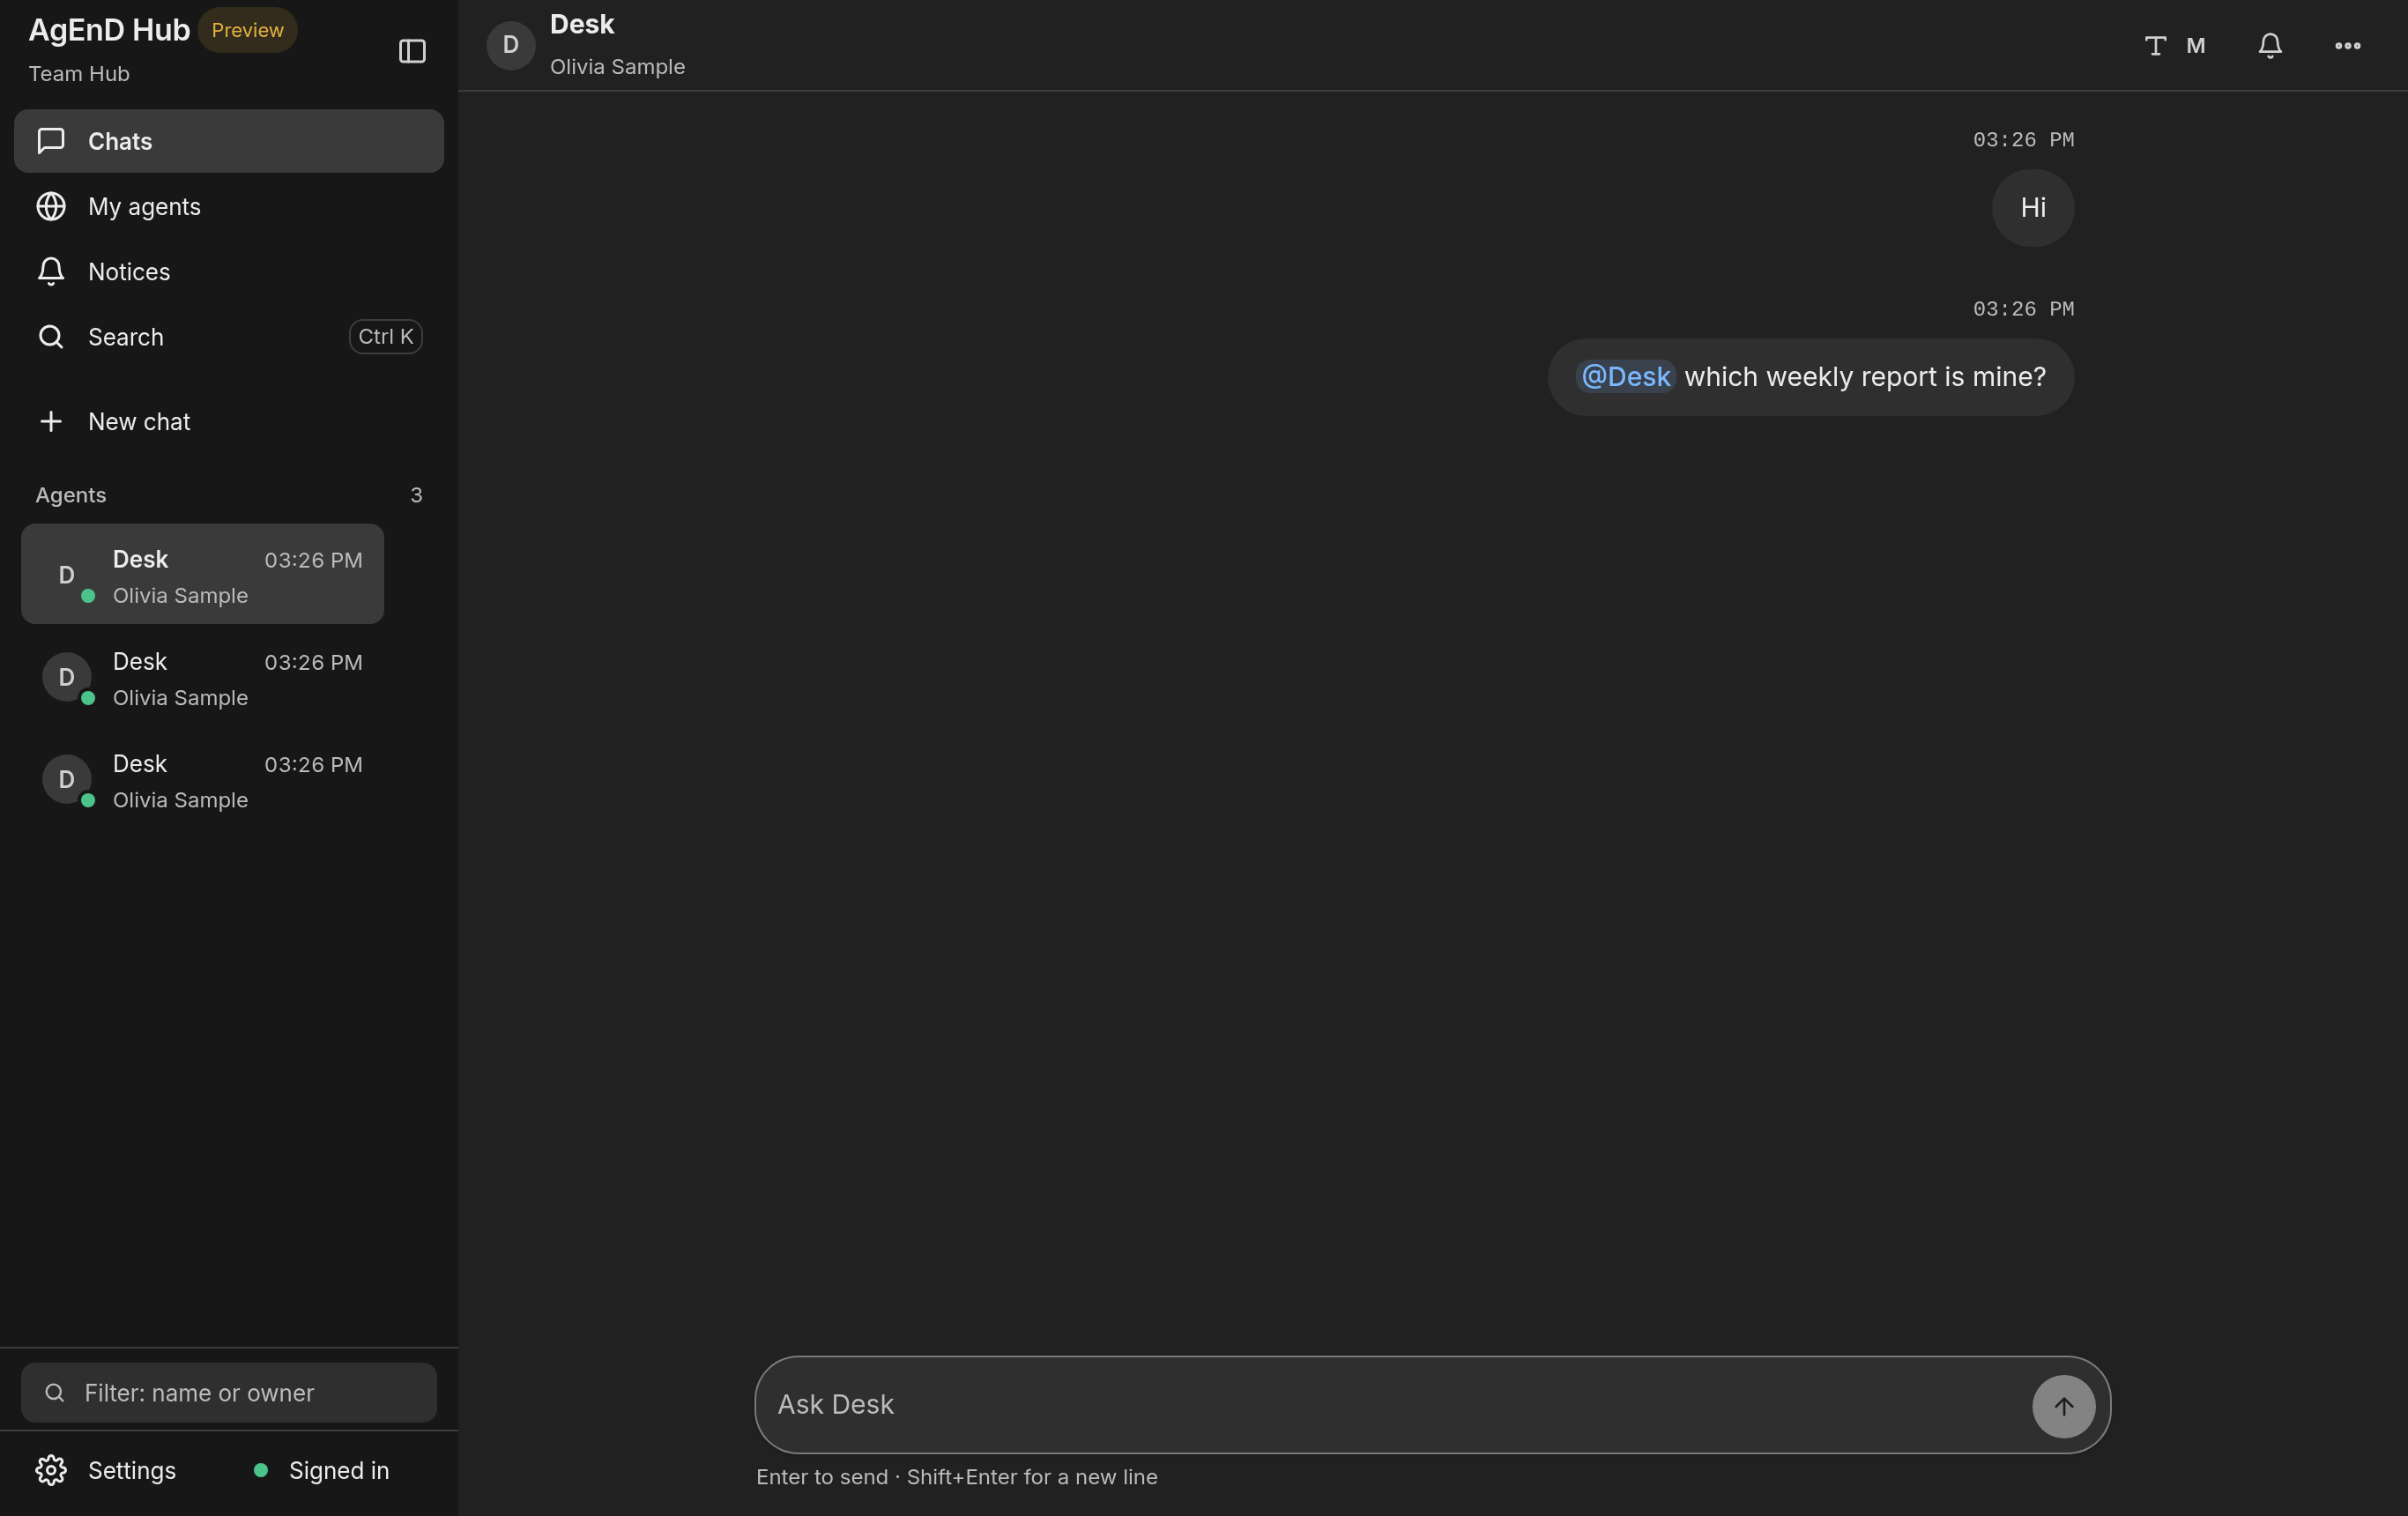 AgEnD Hub Preview
Team Hub
Chats
My agents
Notices
Search Ctrl K
New chat
Agents 3
D Desk 03:26 PM
Olivia Sample
D Desk 03:26 PM
Olivia Sample
D Desk 03:26 PM
Olivia Sample
Filter: name or owner
Settings Signed in
D Desk
Olivia Sample
T M
03:26 PM
Hi
03:26 PM
@Desk which weekly report is mine?
Ask Desk
Enter to send · Shift+Enter for a new line